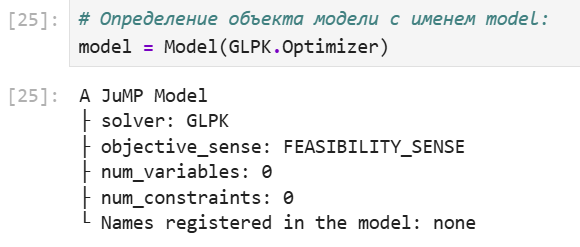 [25]: # Определение объекта модели с именем model:
model = Model(GLPK.Optimizer)
[25]: A JuMP Model
├ solver: GLPK
├ objective_sense: FEASIBILITY_SENSE
├ num_variables: 0
├ num_constraints: 0
└ Names registered in the model: none